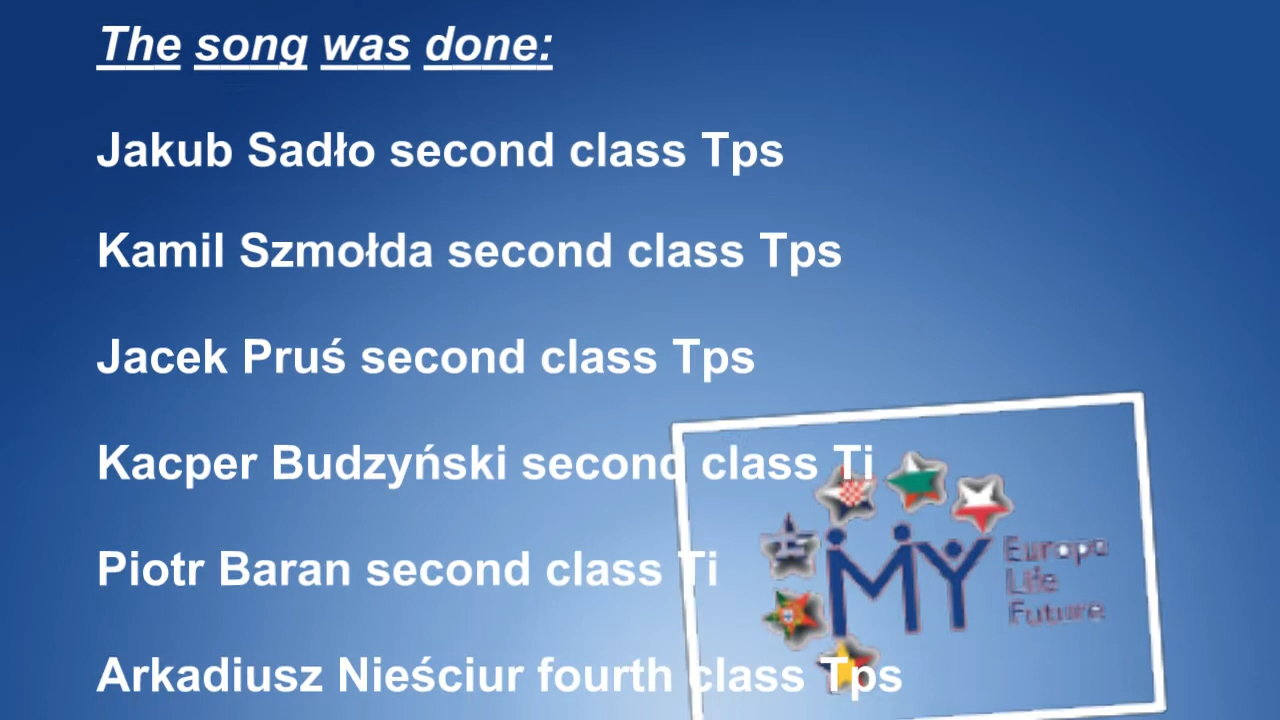 The song was done:
Jakub Sadło second class Tps
Kamil Szmołda second class Tps
Jacek Pruś second class Tps
Kacper Budzyński second class Ti
Piotr Baran second class Ti
Arkadiusz Nieściur fourth class Tps
MY
Europa
Life
Future